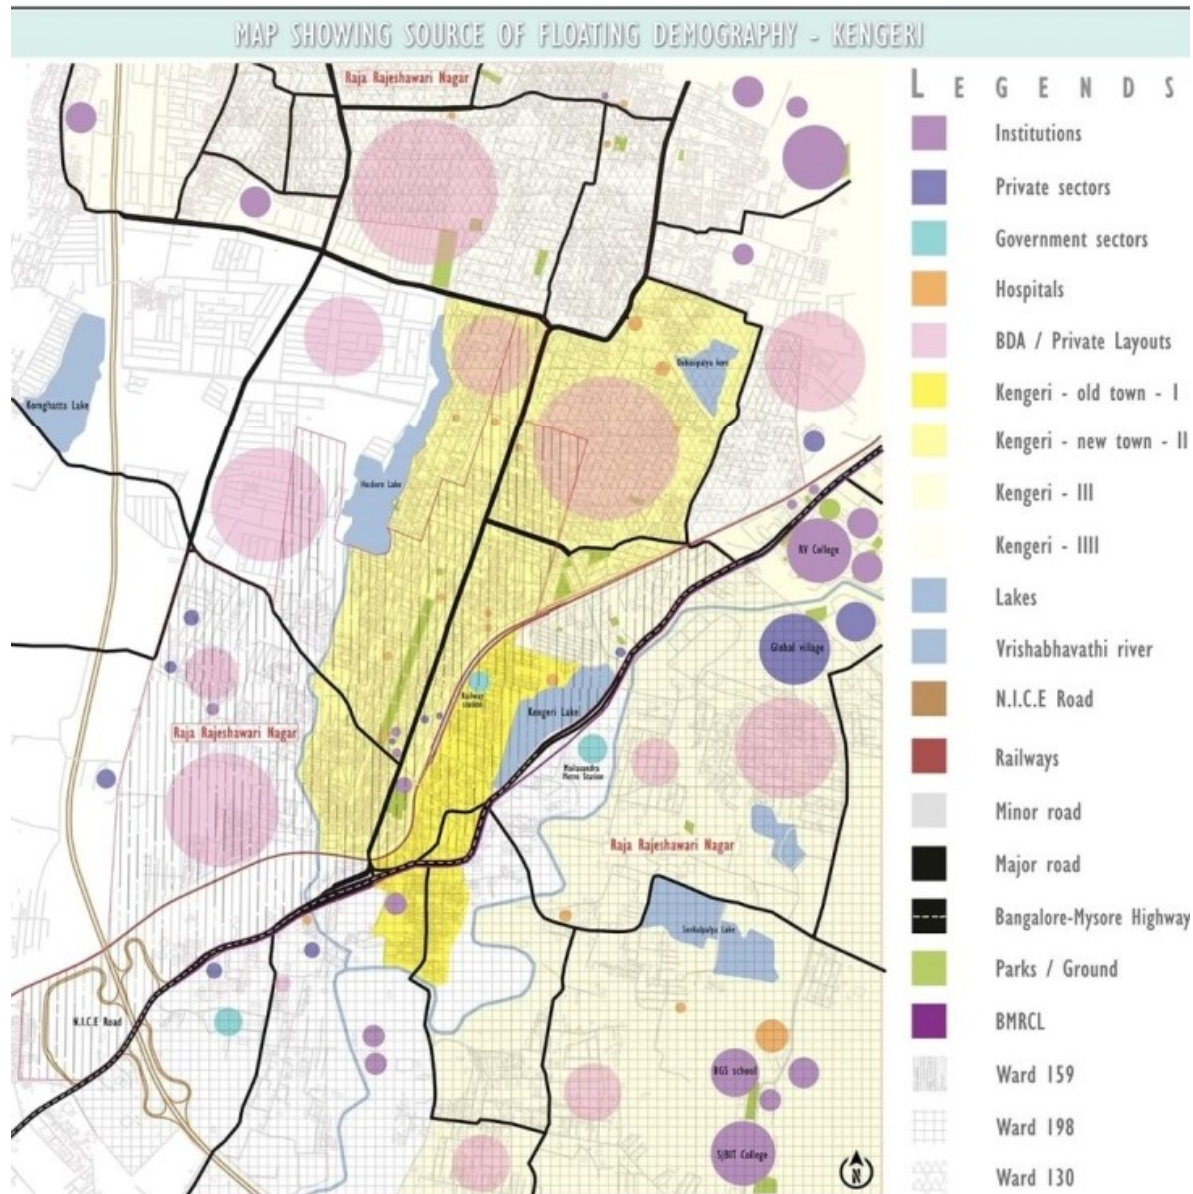 MAP SHOWING SOURCE OF FLOATING DEMOGRAPHY - KENGERI
Raja Rajeshawari Nagar
Komghatta Lake
RV College
Global village
Railway
station
Kengeri Lake
Raja Rajeshawari Nagar
Raja Rajeshawari Nagar
N.I.C.E Road
BGS school
SJBIT College
N
LEGENDS
Institutions
Private sectors
Government sectors
Hospitals
BDA / Private Layouts
Kengeri - old town - I
Kengeri - new town - II
Kengeri - III
Kengeri - IIII
Lakes
Vrishabhavathi river
N.I.C.E Road
Railways
Minor road
Major road
Bangalore-Mysore Highway
Parks / Ground
BMRCL
Ward 159
Ward 198
Ward 130